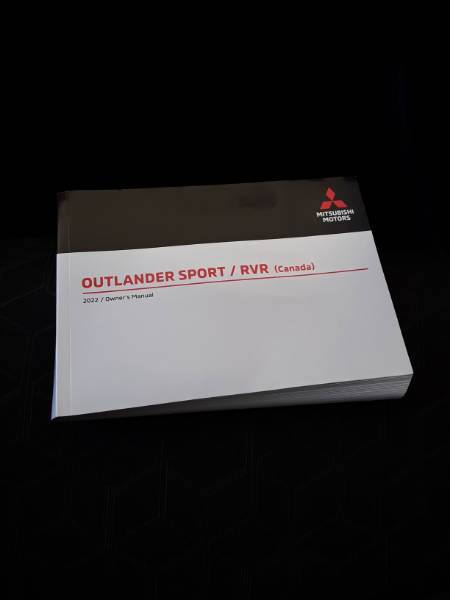 MITSUBISHI
MOTORS
OUTLANDER SPORT / RVR (Canada)
2022 / Owner's Manual